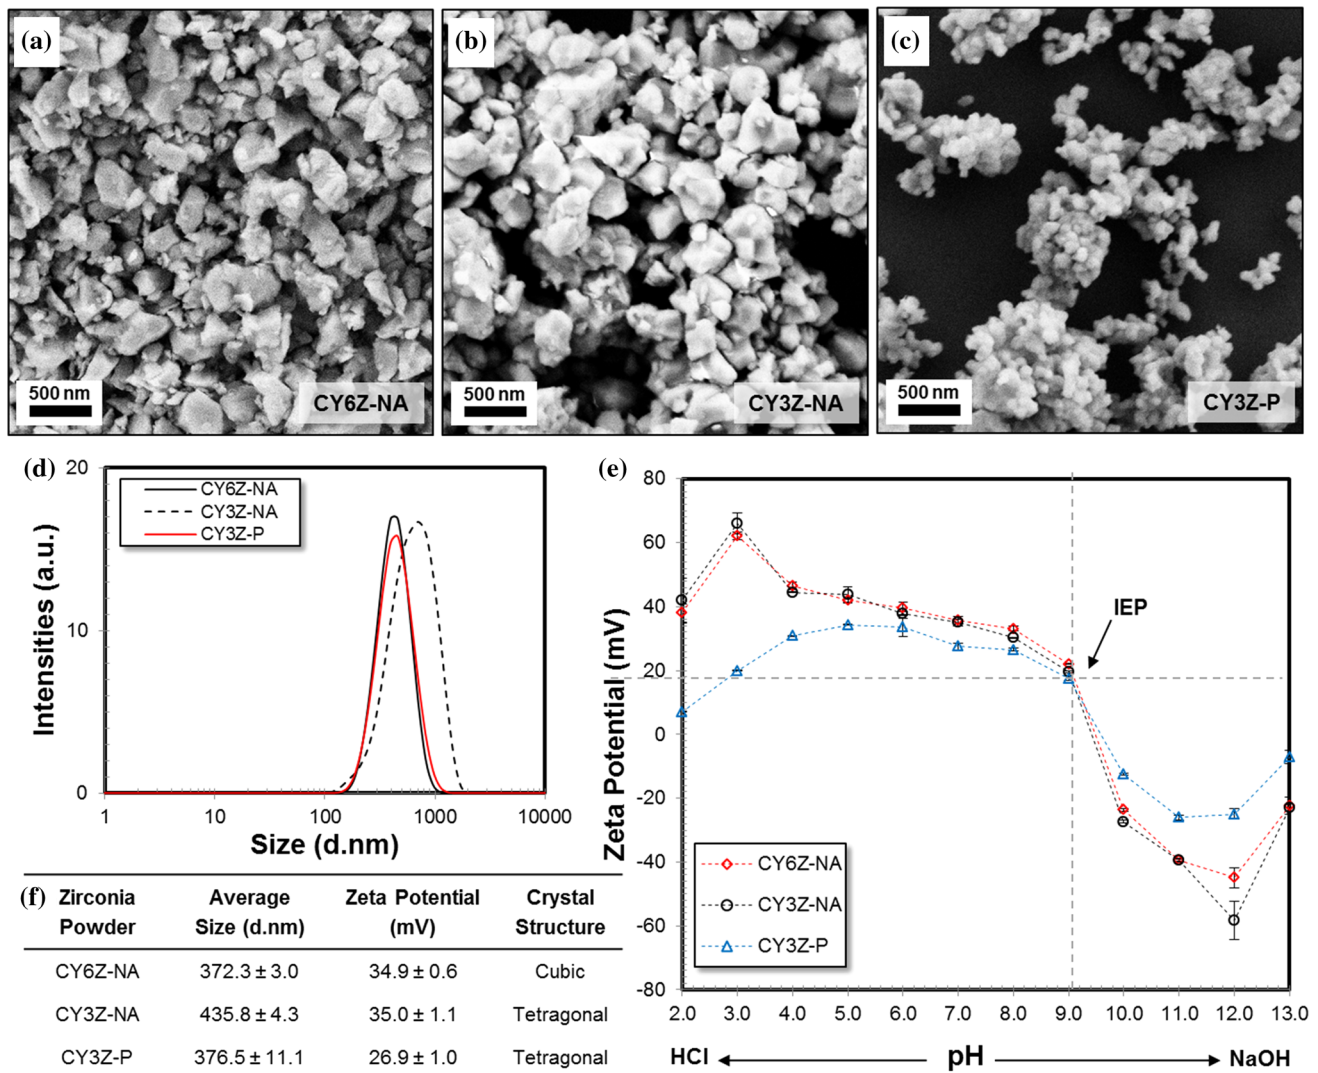 (a)
500 nm
CY6Z-NA
(b)
500 nm
CY3Z-NA
(c)
500 nm
CY3Z-P
(d)
20
10
0
Intensities (a.u.)
CY6Z-NA
CY3Z-NA
CY3Z-P
1 10 100 1000 10000
Size (d.nm)
(e)
80
60
40
20
0
-20
-40
-60
-80
Zeta Potential (mV)
IEP
CY6Z-NA
CY3Z-NA
CY3Z-P
2.0 3.0 4.0 5.0 6.0 7.0 8.0 9.0 10.0 11.0 12.0 13.0
HCl pH NaOH
(f)
Zirconia Powder Average Size (d.nm) Zeta Potential (mV) Crystal Structure
CY6Z-NA 372.3 ± 3.0 34.9 ± 0.6 Cubic
CY3Z-NA 435.8 ± 4.3 35.0 ± 1.1 Tetragonal
CY3Z-P 376.5 ± 11.1 26.9 ± 1.0 Tetragonal